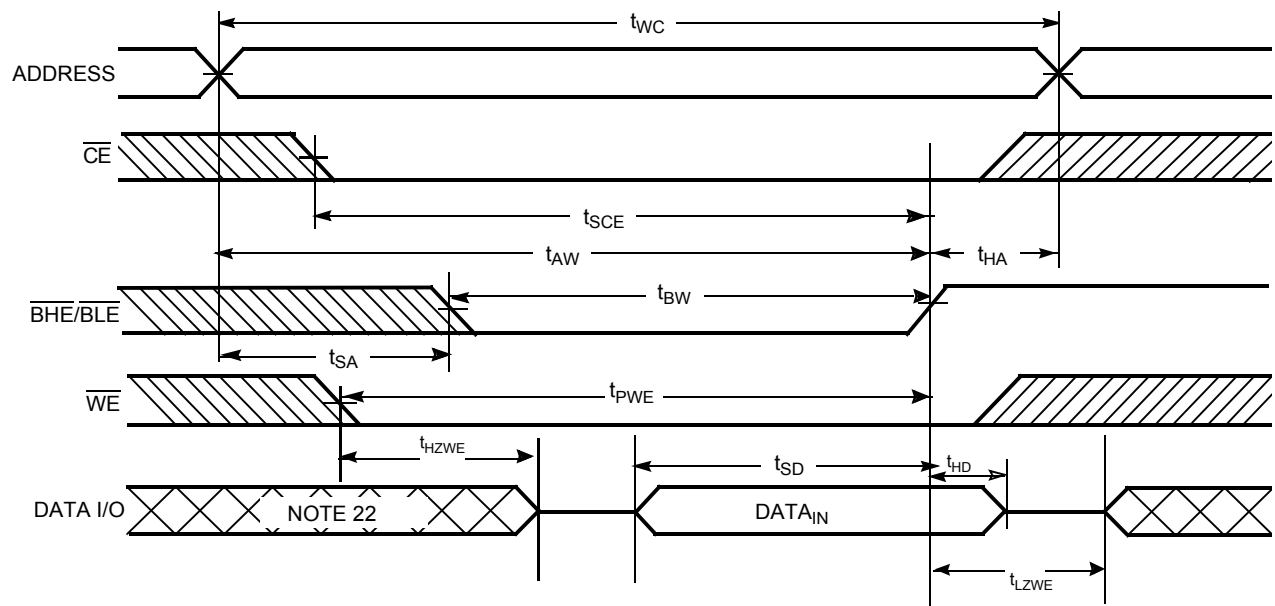 tWC
ADDRESS
CE
tSCE
tAW
tHA
BHE/BLE
tBW
tSA
WE
tPWE
tHZWE
tSD
tHD
DATA I/O
NOTE 22
DATAIN
tLZWE